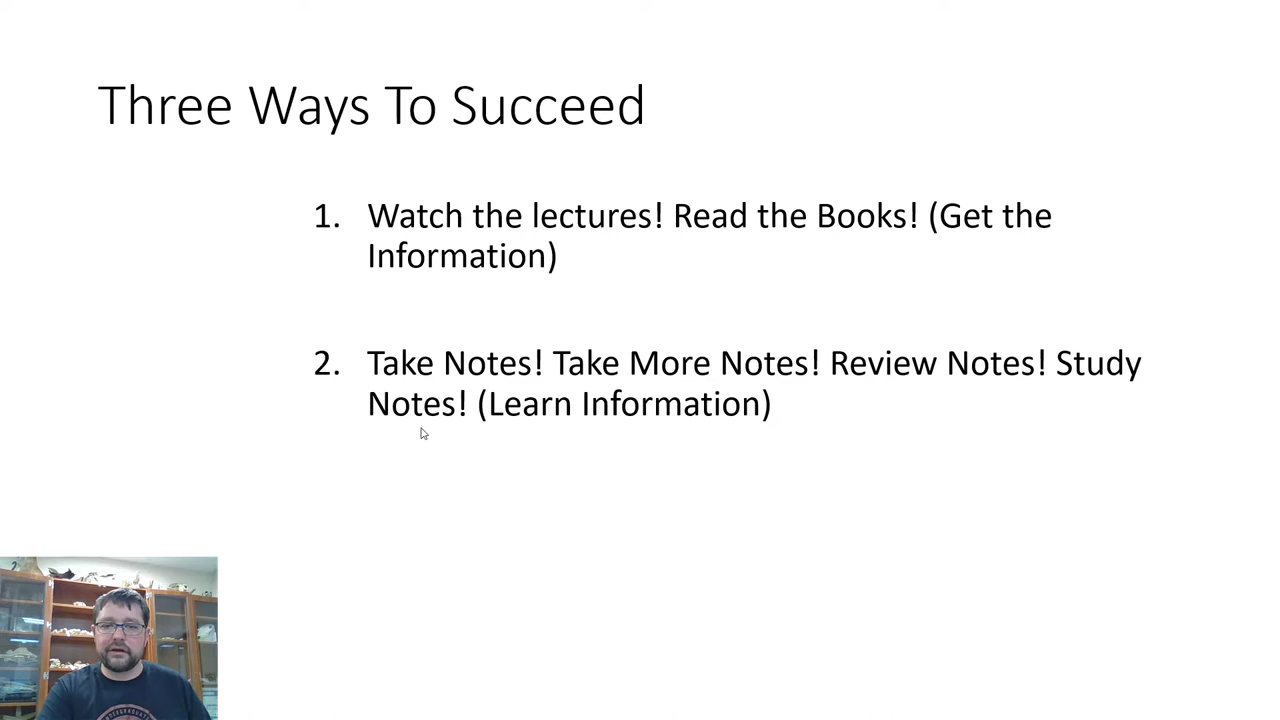 Three Ways To Succeed
1. Watch the lectures! Read the Books! (Get the
Information)
2. Take Notes! Take More Notes! Review Notes! Study
Notes! (Learn Information)